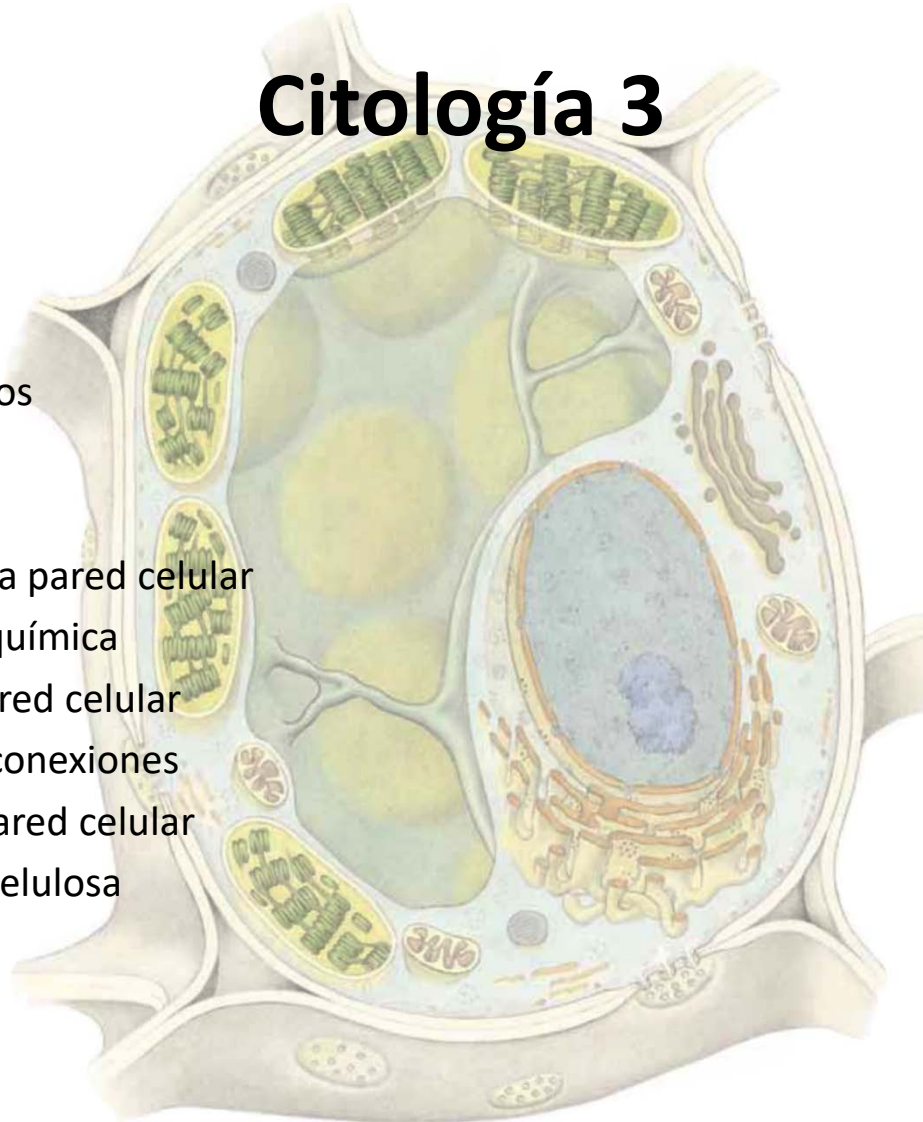 Citología 3
os
a pared celular
química
red celular
conexiones
ared celular
elulosa